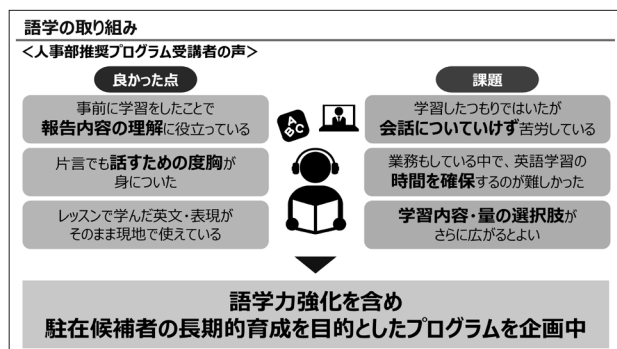 語学の取り組み
＜人事部推奨プログラム受講者の声＞
良かった点
事前に学習をしたことで
報告内容の理解に役立っている
片言でも話すための度胸が
身についた
レッスンで学んだ英文・表現が
そのまま現地で使えている
A
B C
課題
学習したつもりではいたが
会話についていけず苦労している
業務もしている中で、英語学習の
時間を確保するのが難しかった
学習内容・量の選択肢が
さらに広がるとよい
語学力強化を含め
駐在候補者の長期的育成を目的としたプログラムを企画中